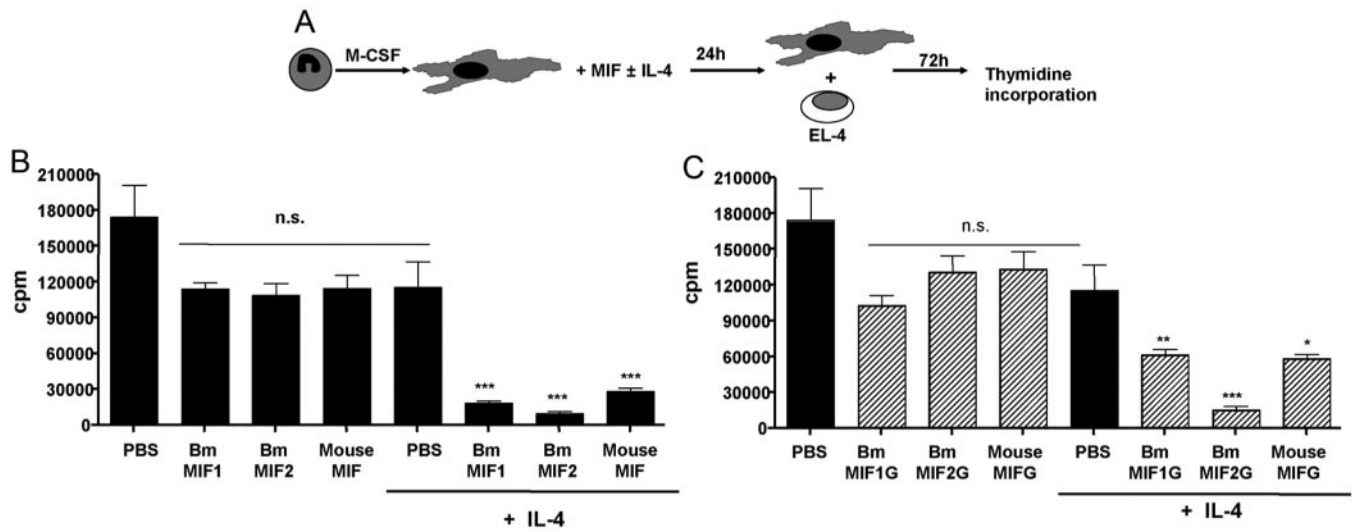 A
M-CSF
+ MIF ± IL-4
24h
+
EL-4
72h
Thymidine
incorporation
B
cpm
210000
180000
150000
120000
90000
60000
30000
0
n.s.
***
***
***
PBS
Bm
MIF1
Bm
MIF2
Mouse
MIF
PBS
Bm
MIF1
Bm
MIF2
Mouse
MIF
+ IL-4
C
cpm
210000
180000
150000
120000
90000
60000
30000
0
n.s.
**
***
*
PBS
Bm
MIF1G
Bm
MIF2G
Mouse
MIFG
PBS
Bm
MIF1G
Bm
MIF2G
Mouse
MIFG
+ IL-4